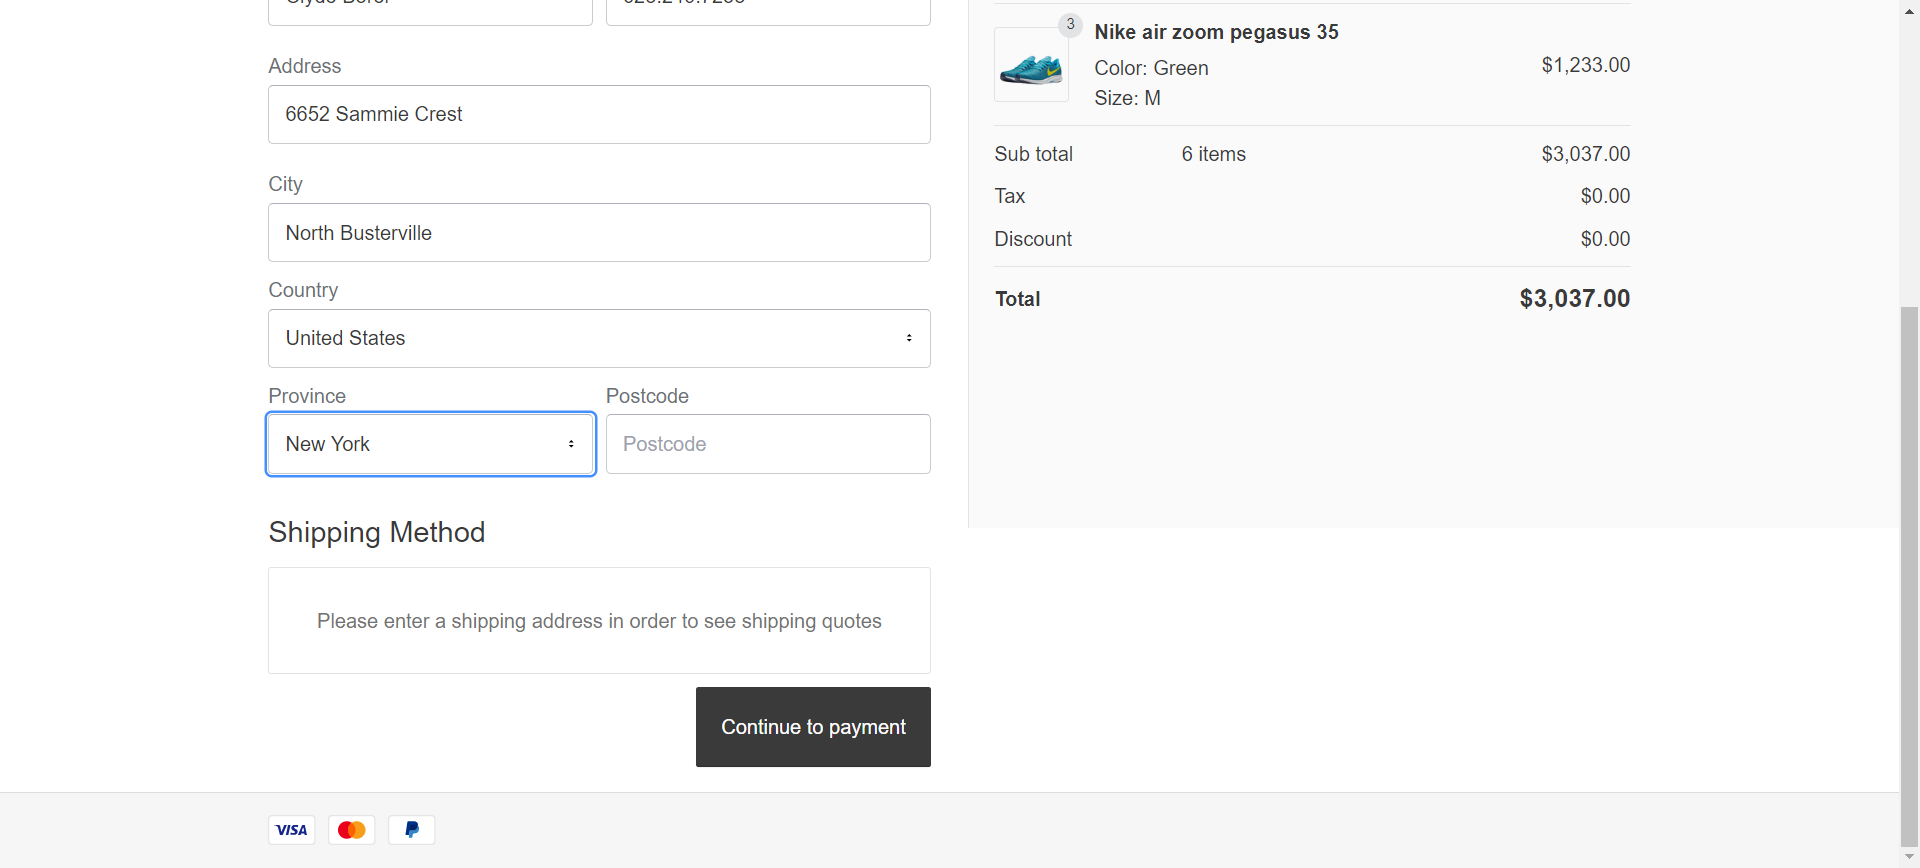 Address
6652 Sammie Crest
City
North Busterville
Country
United States
Province
Postcode
New York
Postcode
Shipping Method
Please enter a shipping address in order to see shipping quotes
Continue to payment
3
Nike air zoom pegasus 35
Color: Green
Size: M
$1,233.00
Sub total 6 items $3,037.00
Tax $0.00
Discount $0.00
Total $3,037.00
VISA